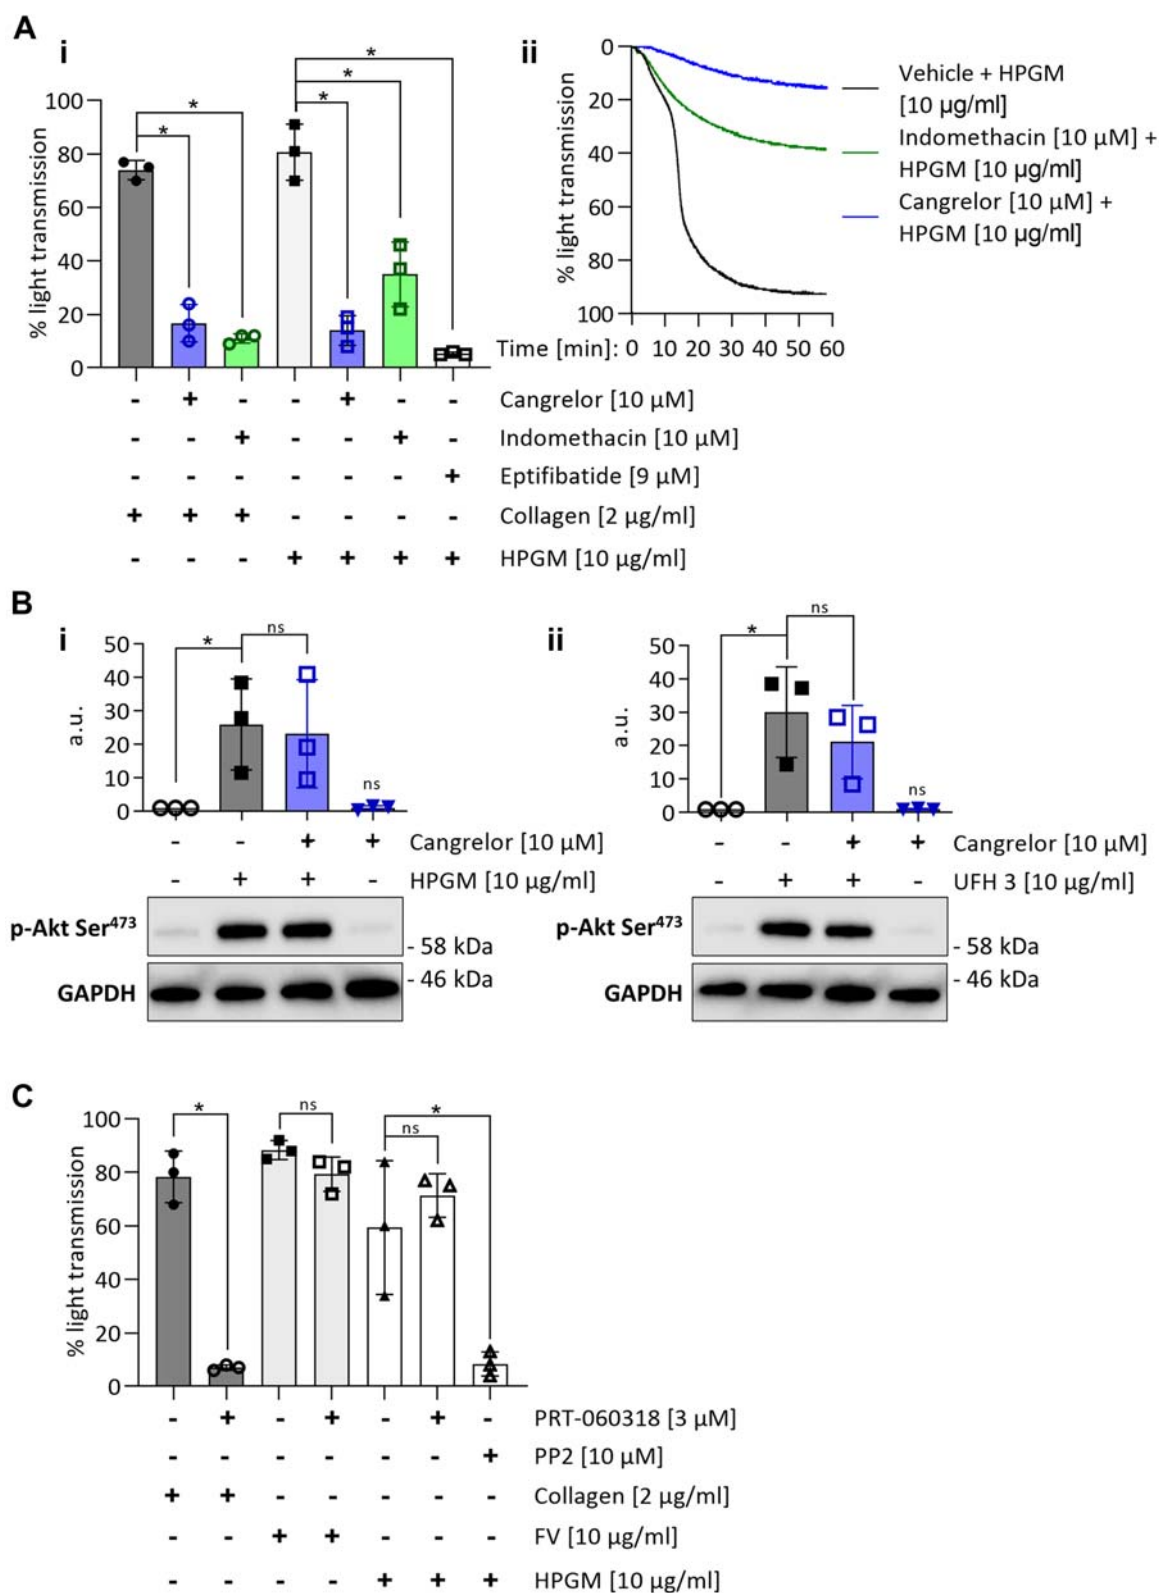 A
i
ii
* * * * *
% light transmission
100
80
60
40
20
0
- + - - + - - Cangrelor [10 µM]
- - + - - + - Indomethacin [10 µM]
- - - - - - + Eptifibatide [9 µM]
+ + + - - - - Collagen [2 µg/ml]
- - - + + + + HPGM [10 µg/ml]
% light transmission
0
20
40
60
80
100
Time [min]: 0 10 20 30 40 50 60
Vehicle + HPGM
[10 µg/ml]
Indomethacin [10 µM] +
HPGM [10 µg/ml]
Cangrelor [10 µM] +
HPGM [10 µg/ml]
B
i
* ns ns
a.u.
50
40
30
20
10
0
- - + + Cangrelor [10 µM]
- + + - HPGM [10 µg/ml]
p-Akt Ser⁴⁷³
- 58 kDa
GAPDH
- 46 kDa
ii
* ns ns
a.u.
50
40
30
20
10
0
- - + + Cangrelor [10 µM]
- + + - UFH 3 [10 µg/ml]
p-Akt Ser⁴⁷³
- 58 kDa
GAPDH
- 46 kDa
C
* ns ns *
% light transmission
100
80
60
40
20
0
- + - + - + - PRT-060318 [3 µM]
- - - - - - + PP2 [10 µM]
+ + - - - - - Collagen [2 µg/ml]
- - + + - - - FV [10 µg/ml]
- - - - + + + HPGM [10 µg/ml]